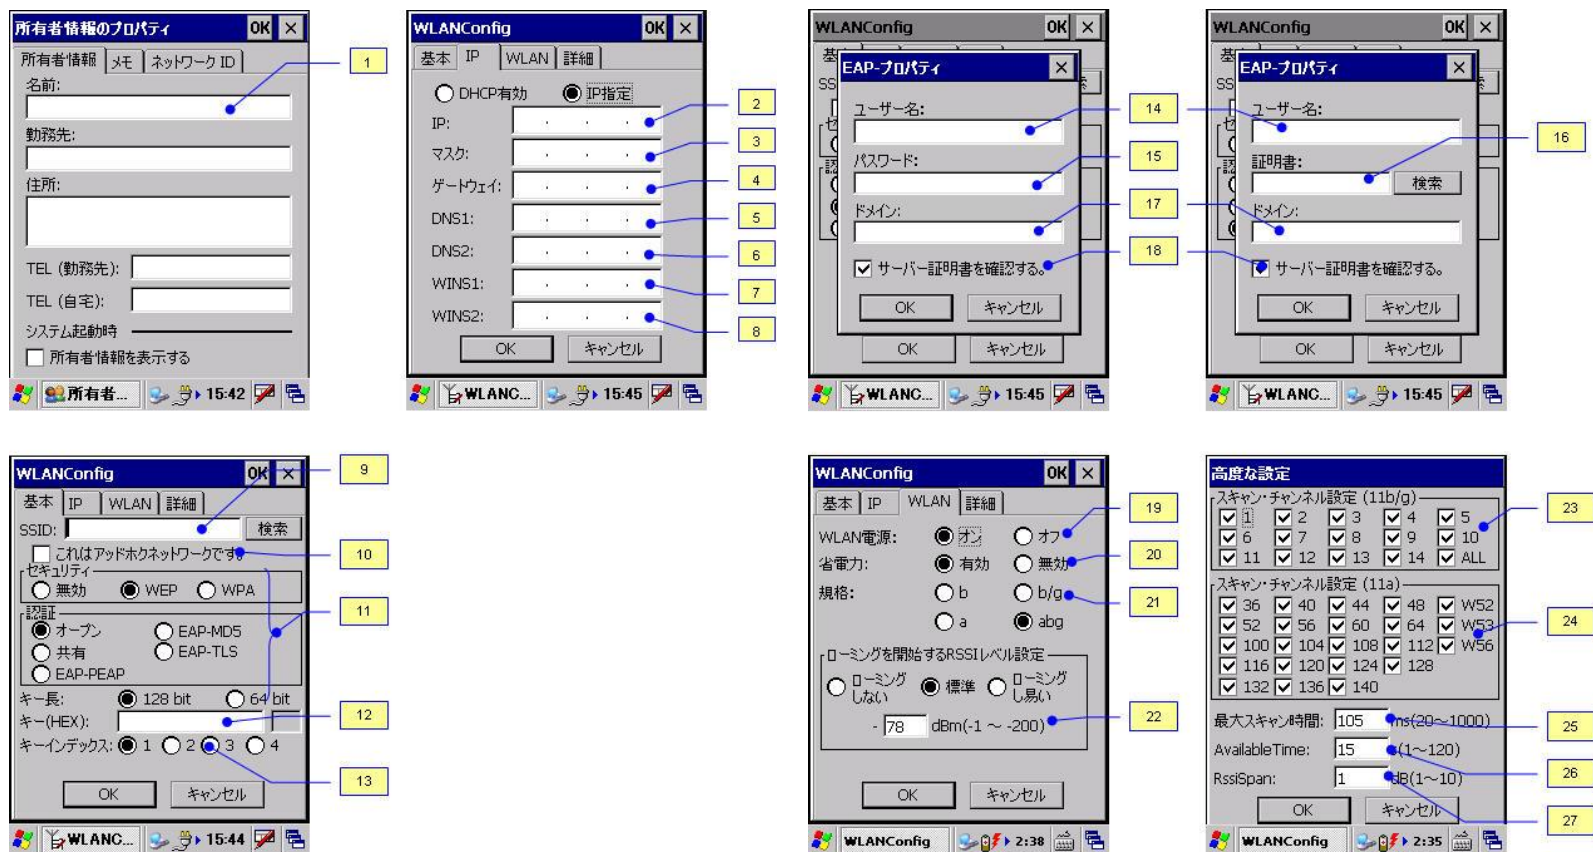 所有者情報のプロパティ OK ×
所有者情報 メモ ネットワーク ID
名前:
勤務先:
住所:
TEL (勤務先):
TEL (自宅):
システム起動時
所有者情報を表示する
所有者... 15:42
1
WLANConfig OK ×
基本 IP WLAN 詳細
DHCP有効 IP指定
IP:
マスク:
ゲートウェイ:
DNS1:
DNS2:
WINS1:
WINS2:
OK キャンセル
WLANC... 15:45
2
3
4
5
6
7
8
WLANConfig OK ×
EAP-プロパティ ×
SS
ユーザー名:
パスワード:
ドメイン:
サーバー証明書を確認する。
OK キャンセル
OK キャンセル
WLANC... 15:45
14
15
17
18
WLANConfig OK ×
EAP-プロパティ ×
SS
ユーザー名:
証明書:
検索
ドメイン:
サーバー証明書を確認する。
OK キャンセル
OK キャンセル
WLANC... 15:45
16
WLANConfig OK ×
基本 IP WLAN 詳細
SSID: 検索
これはアッドホクネットワークです。
セキュリティ
無効 WEP WPA
認証
オープン EAP-MD5
共有 EAP-TLS
EAP-PEAP
キー長: 128 bit 64 bit
キー(HEX):
キーインデックス: 1 2 3 4
OK キャンセル
WLANC... 15:44
9
10
11
12
13
WLANConfig OK ×
基本 IP WLAN 詳細
WLAN電源: オン オフ
省電力: 有効 無効
規格: b b/g
a abg
ローミングを開始するRSSIレベル設定
ローミングしない 標準 ローミングし易い
- 78 dBm(-1 ～ -200)
OK キャンセル
WLANConfig 2:38
19
20
21
22
高度な設定
スキャン・チャンネル設定 (11b/g)
1 2 3 4 5
6 7 8 9 10
11 12 13 14 ALL
スキャン・チャンネル設定 (11a)
36 40 44 48 W52
52 56 60 64 W53
100 104 108 112 W56
116 120 124 128
132 136 140
最大スキャン時間: 105 ms(20～1000)
AvailableTime: 15 (1～120)
RssiSpan: 1 dB(1～10)
OK キャンセル
WLANConfig 2:35
23
24
25
26
27